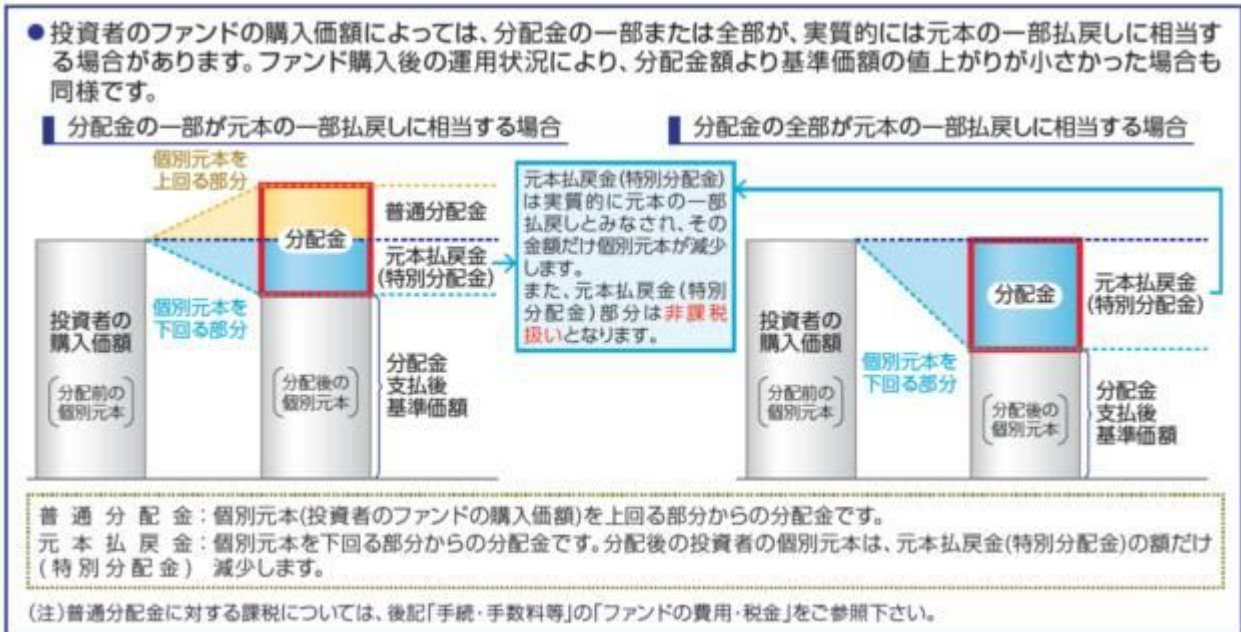 ●投資者のファンドの購入価額によっては、分配金の一部または全部が、実質的には元本の一部払戻しに相当す
る場合があります。ファンド購入後の運用状況により、分配金額より基準価額の値上がりが小さかった場合も
同様です。
分配金の一部が元本の一部払戻しに相当する場合
個別元本を
上回る部分
普通分配金
分配金
元本払戻金
(特別分配金)
個別元本を
下回る部分
投資者の
購入価額
(分配前の
個別元本)
(分配後の
個別元本)
分配金
支払後
基準価額
元本払戻金(特別分配金)
は実質的に元本の一部
払戻しとみなされ、その
金額だけ個別元本が減少
します。
また、元本払戻金(特別
分配金)部分は非課税
扱いとなります。
分配金の全部が元本の一部払戻しに相当する場合
分配金
元本払戻金
(特別分配金)
投資者の
購入価額
(分配前の
個別元本)
個別元本を
下回る部分
(分配後の
個別元本)
分配金
支払後
基準価額
普通分配金:個別元本(投資者のファンドの購入価額)を上回る部分からの分配金です。
元本払戻金:個別元本を下回る部分からの分配金です。分配後の投資者の個別元本は、元本払戻金(特別分配金)の額だけ
(特別分配金) 減少します。
(注)普通分配金に対する課税については、後記「手続・手数料等」の「ファンドの費用・税金」をご参照下さい。